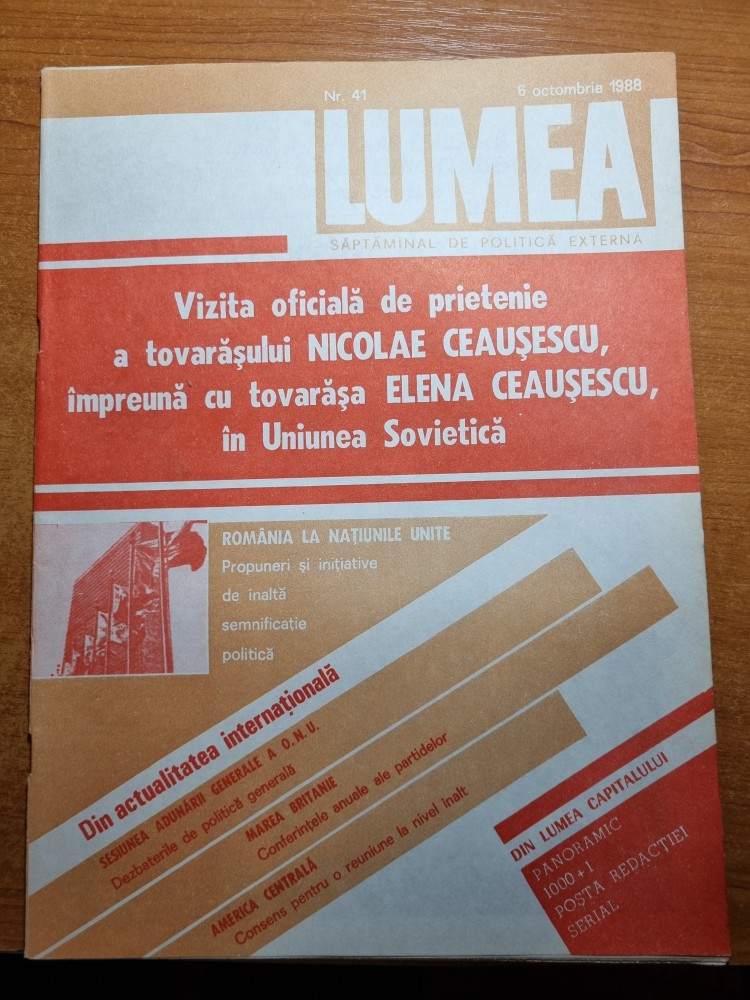 Nr. 41
6 octombrie 1988
LUMEA
SĂPTĂMÎNAL DE POLITICĂ EXTERNĂ
Vizita oficială de prietenie
a tovarăşului NICOLAE CEAUŞESCU,
împreună cu tovarăşa ELENA CEAUŞESCU,
în Uniunea Sovietică
ROMÂNIA LA NAŢIUNILE UNITE
Propuneri şi iniţiative
de înaltă
semnificaţie
politică
Din actualitatea internaţională
SESIUNEA ADUNĂRII GENERALE A O.N.U.
Dezbaterile de politică generală
MAREA BRITANIE
Conferinţele anuale ale partidelor
AMERICA CENTRALĂ
Consens pentru o reuniune la nivel înalt
DIN LUMEA CAPITALULUI
PANORAMIC
1000+1
POŞTA REDACŢIEI
SERIAL